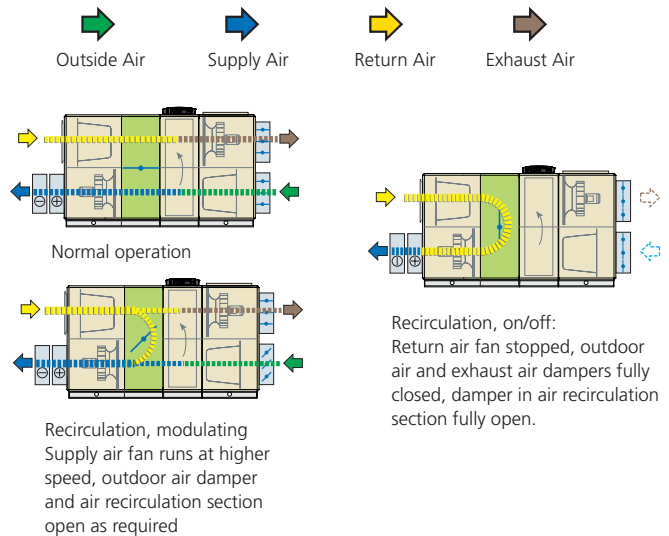 Outside Air
Supply Air
Return Air
Exhaust Air
Normal operation
Recirculation, modulating
Supply air fan runs at higher
speed, outdoor air damper
and air recirculation section
open as required
Recirculation, on/off:
Return air fan stopped, outdoor
air and exhaust air dampers fully
closed, damper in air recirculation
section fully open.